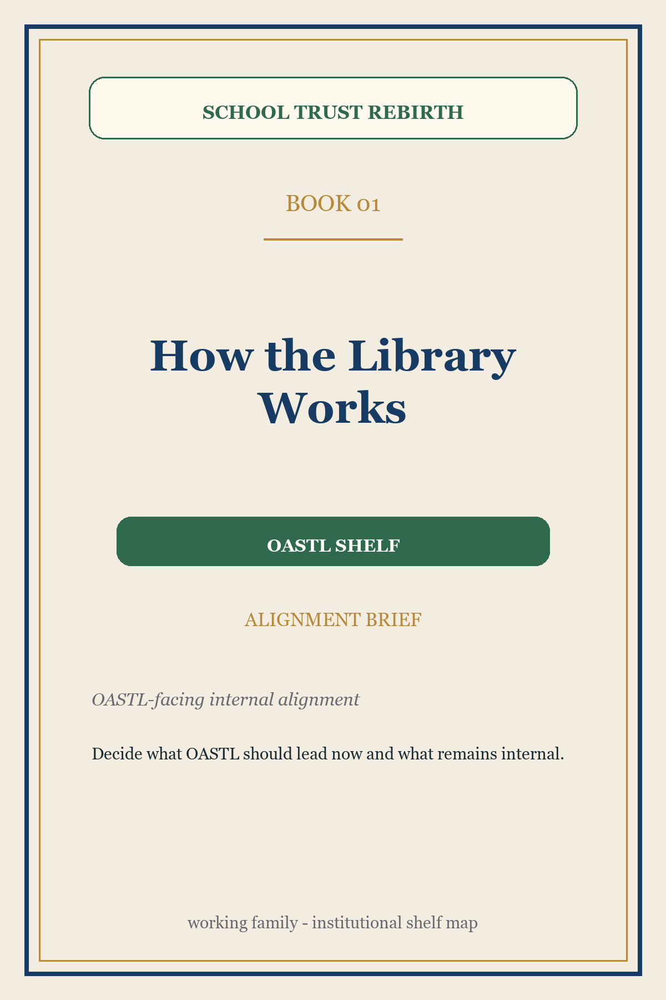 SCHOOL TRUST REBIRTH
BOOK 01
How the Library
Works
OASTL SHELF
ALIGNMENT BRIEF
OASTL-facing internal alignment
Decide what OASTL should lead now and what remains internal.
working family - institutional shelf map